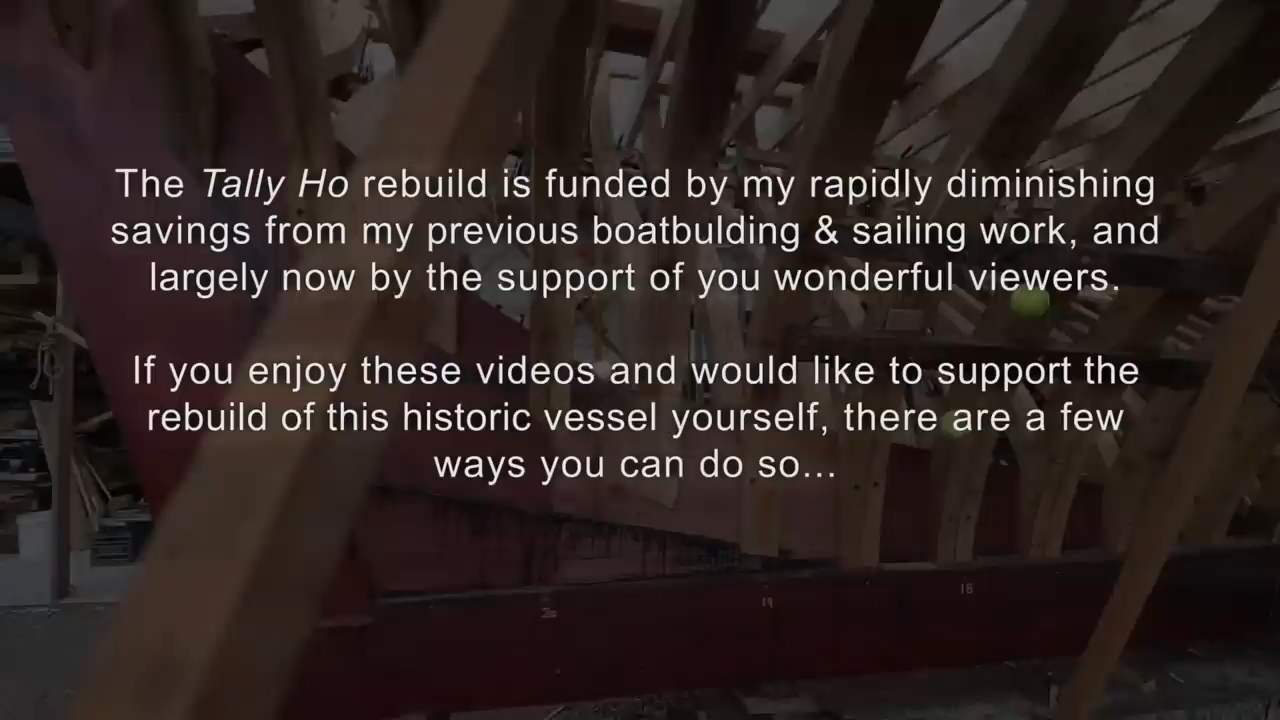 The Tally Ho rebuild is funded by my rapidly diminishing
savings from my previous boatbulding & sailing work, and
largely now by the support of you wonderful viewers.
If you enjoy these videos and would like to support the
rebuild of this historic vessel yourself, there are a few
ways you can do so...
19
18